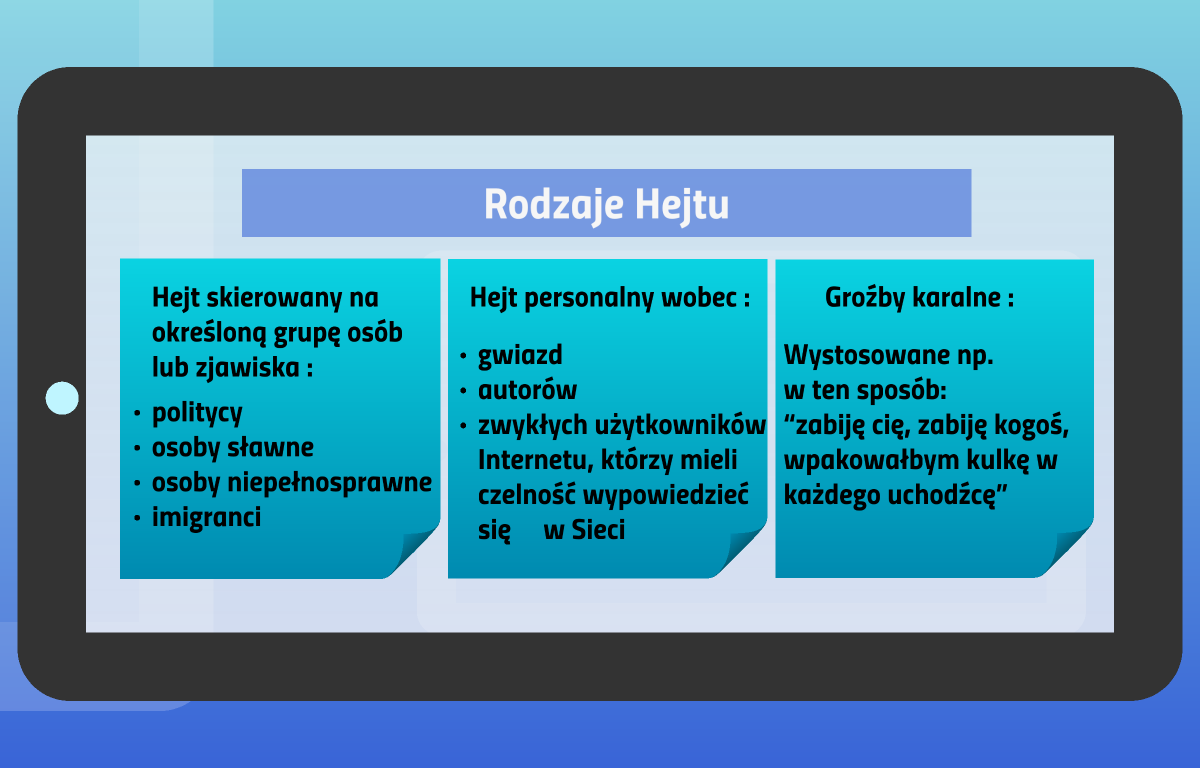 Rodzaje Hejtu
Hejt skierowany na
określoną grupę osób
lub zjawiska :
• politycy
• osoby sławne
• osoby niepełnosprawne
• imigranci
Hejt personalny wobec :
• gwiazd
• autorów
• zwykłych użytkowników
Internetu, którzy mieli
czelność wypowiedzieć
się w Sieci
Groźby karalne :
Wystosowane np.
w ten sposób:
“zabiję cię, zabiję kogoś,
wpakowałbym kulkę w
każdego uchodźcę”